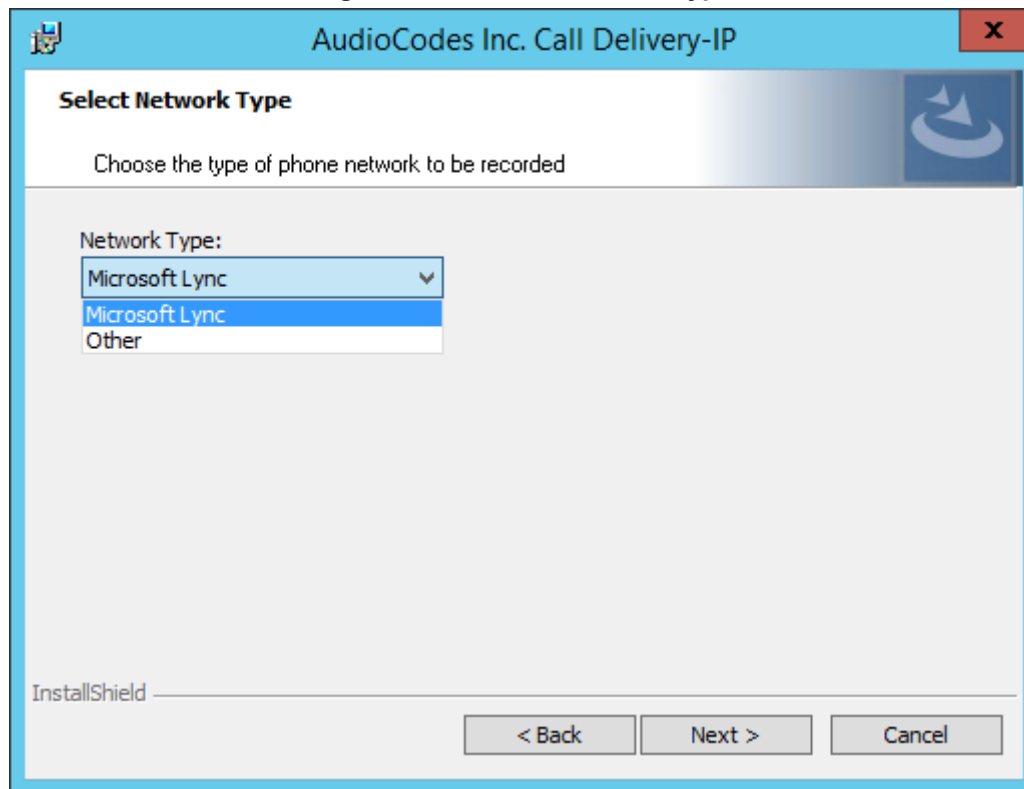 AudioCodes Inc. Call Delivery-IP
x
Select Network Type
Choose the type of phone network to be recorded
Network Type:
Microsoft Lync
Microsoft Lync
Other
InstallShield
< Back Next > Cancel